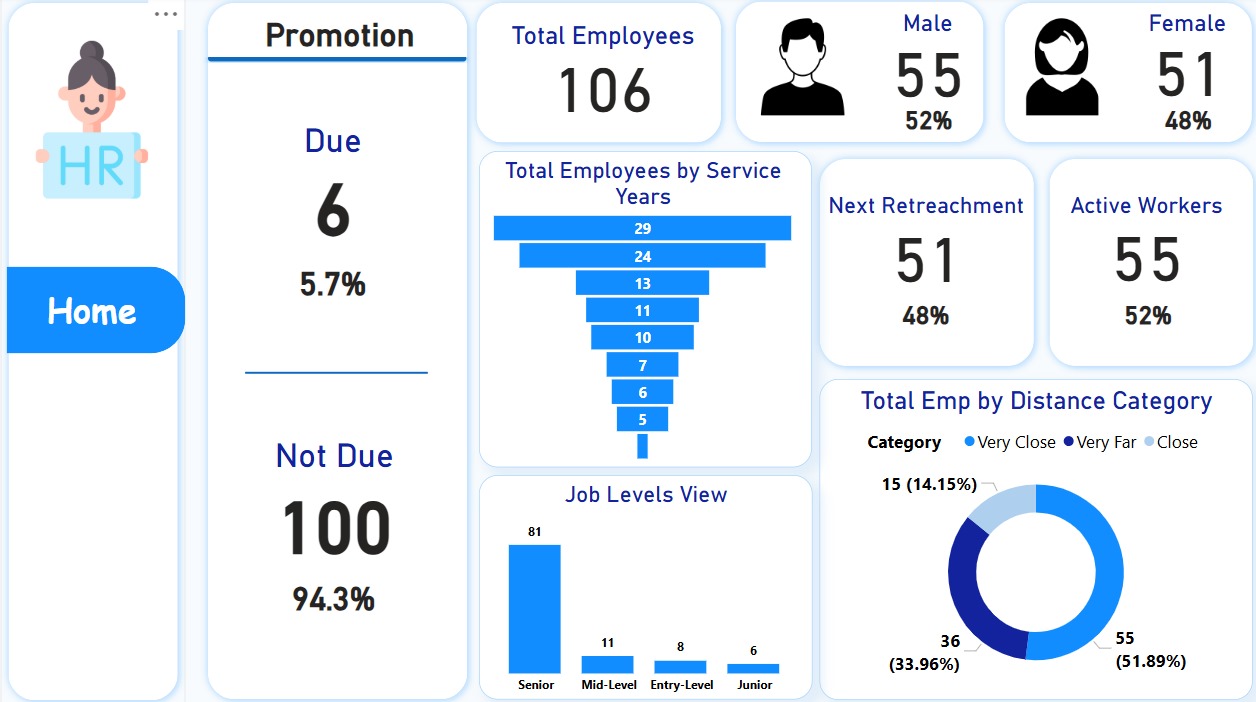 HR
Home
Promotion
Due
6
5.7%
Not Due
100
94.3%
Total Employees
106
Male
55
52%
Female
51
48%
Total Employees by Service
Years
29
24
13
11
10
7
6
5
Next Retreachment
51
48%
Active Workers
55
52%
Job Levels View
81
11
8
6
Senior Mid-Level Entry-Level Junior
Total Emp by Distance Category
Category Very Close Very Far Close
15 (14.15%)
36
(33.96%)
55
(51.89%)